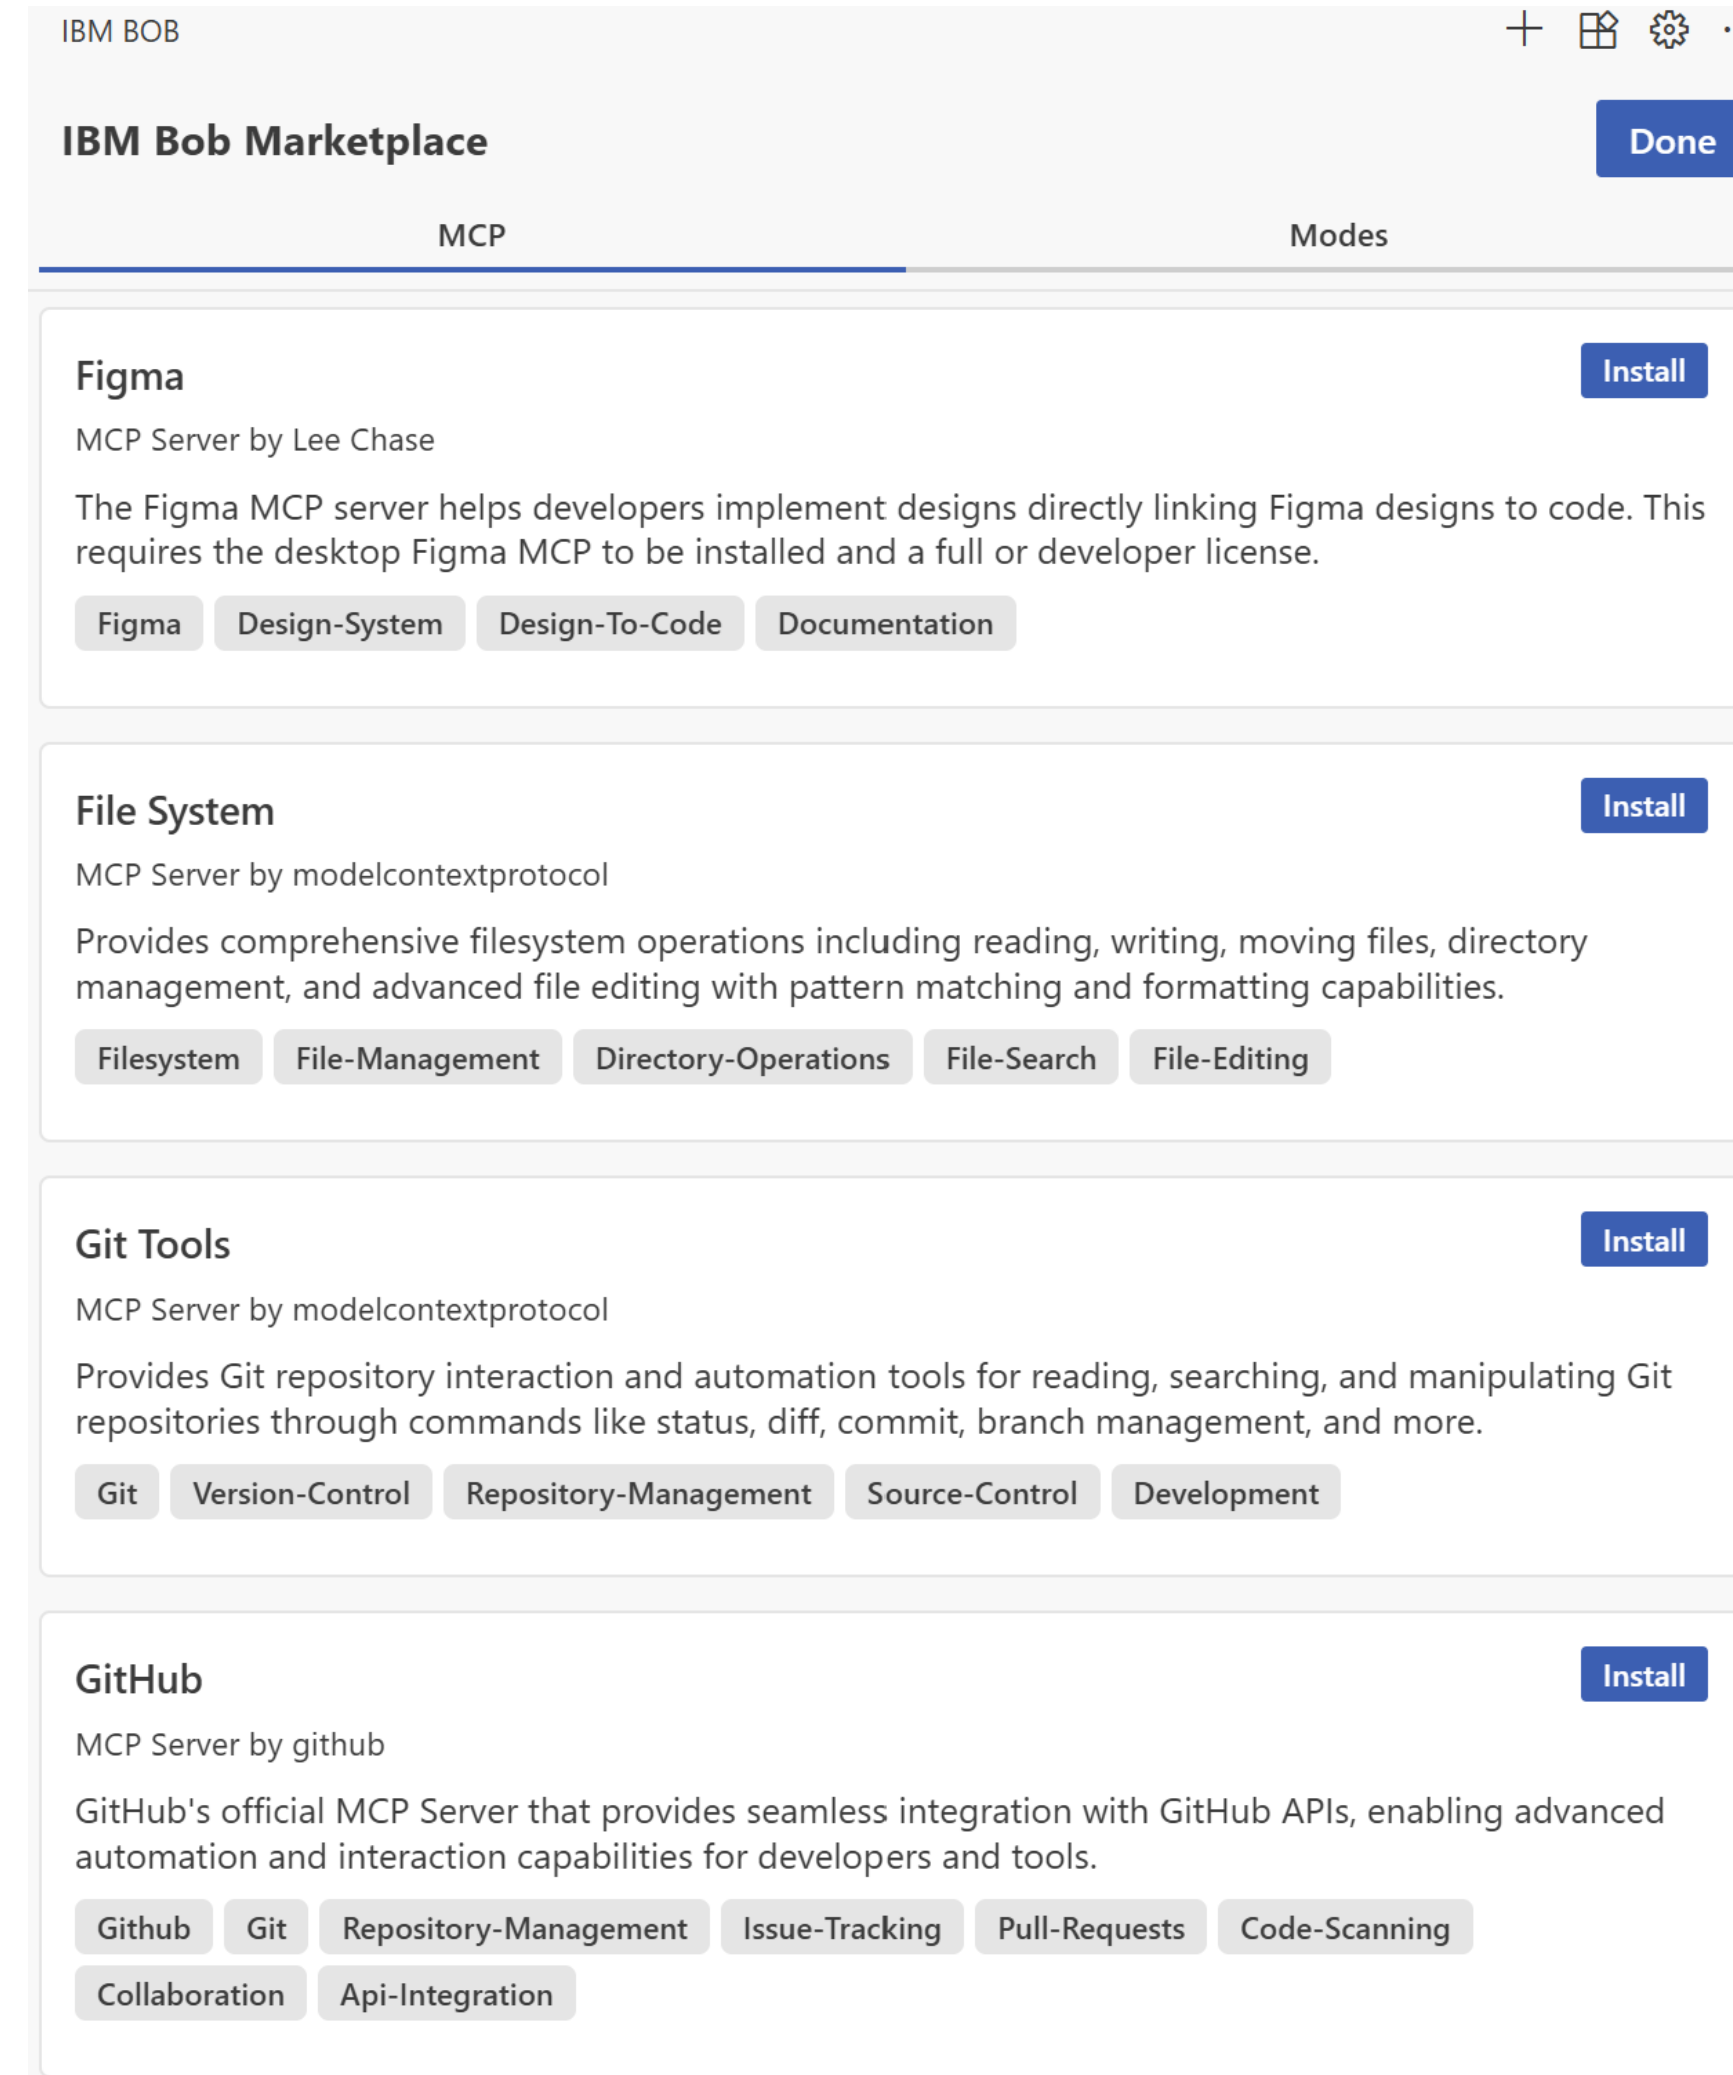 IBM BOB
IBM Bob Marketplace
Done
MCP
Modes
Figma
Install
MCP Server by Lee Chase
The Figma MCP server helps developers implement designs directly linking Figma designs to code. This
requires the desktop Figma MCP to be installed and a full or developer license.
Figma Design-System Design-To-Code Documentation
File System
Install
MCP Server by modelcontextprotocol
Provides comprehensive filesystem operations including reading, writing, moving files, directory
management, and advanced file editing with pattern matching and formatting capabilities.
Filesystem File-Management Directory-Operations File-Search File-Editing
Git Tools
Install
MCP Server by modelcontextprotocol
Provides Git repository interaction and automation tools for reading, searching, and manipulating Git
repositories through commands like status, diff, commit, branch management, and more.
Git Version-Control Repository-Management Source-Control Development
GitHub
Install
MCP Server by github
GitHub's official MCP Server that provides seamless integration with GitHub APIs, enabling advanced
automation and interaction capabilities for developers and tools.
Github Git Repository-Management Issue-Tracking Pull-Requests Code-Scanning
Collaboration Api-Integration